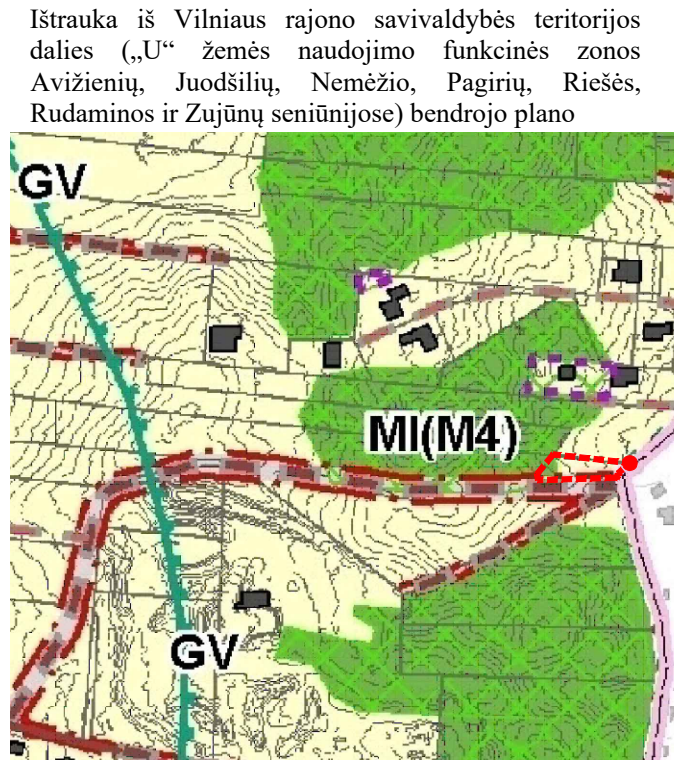 Ištrauka iš Vilniaus rajono savivaldybės teritorijos
dalies („U“ žemės naudojimo funkcinės zonos
Avižienių, Juodšilių, Nemėžio, Pagirių, Riešės,
Rudaminos ir Zujūnų seniūnijose) bendrojo plano
GV
MI(M4)
GV